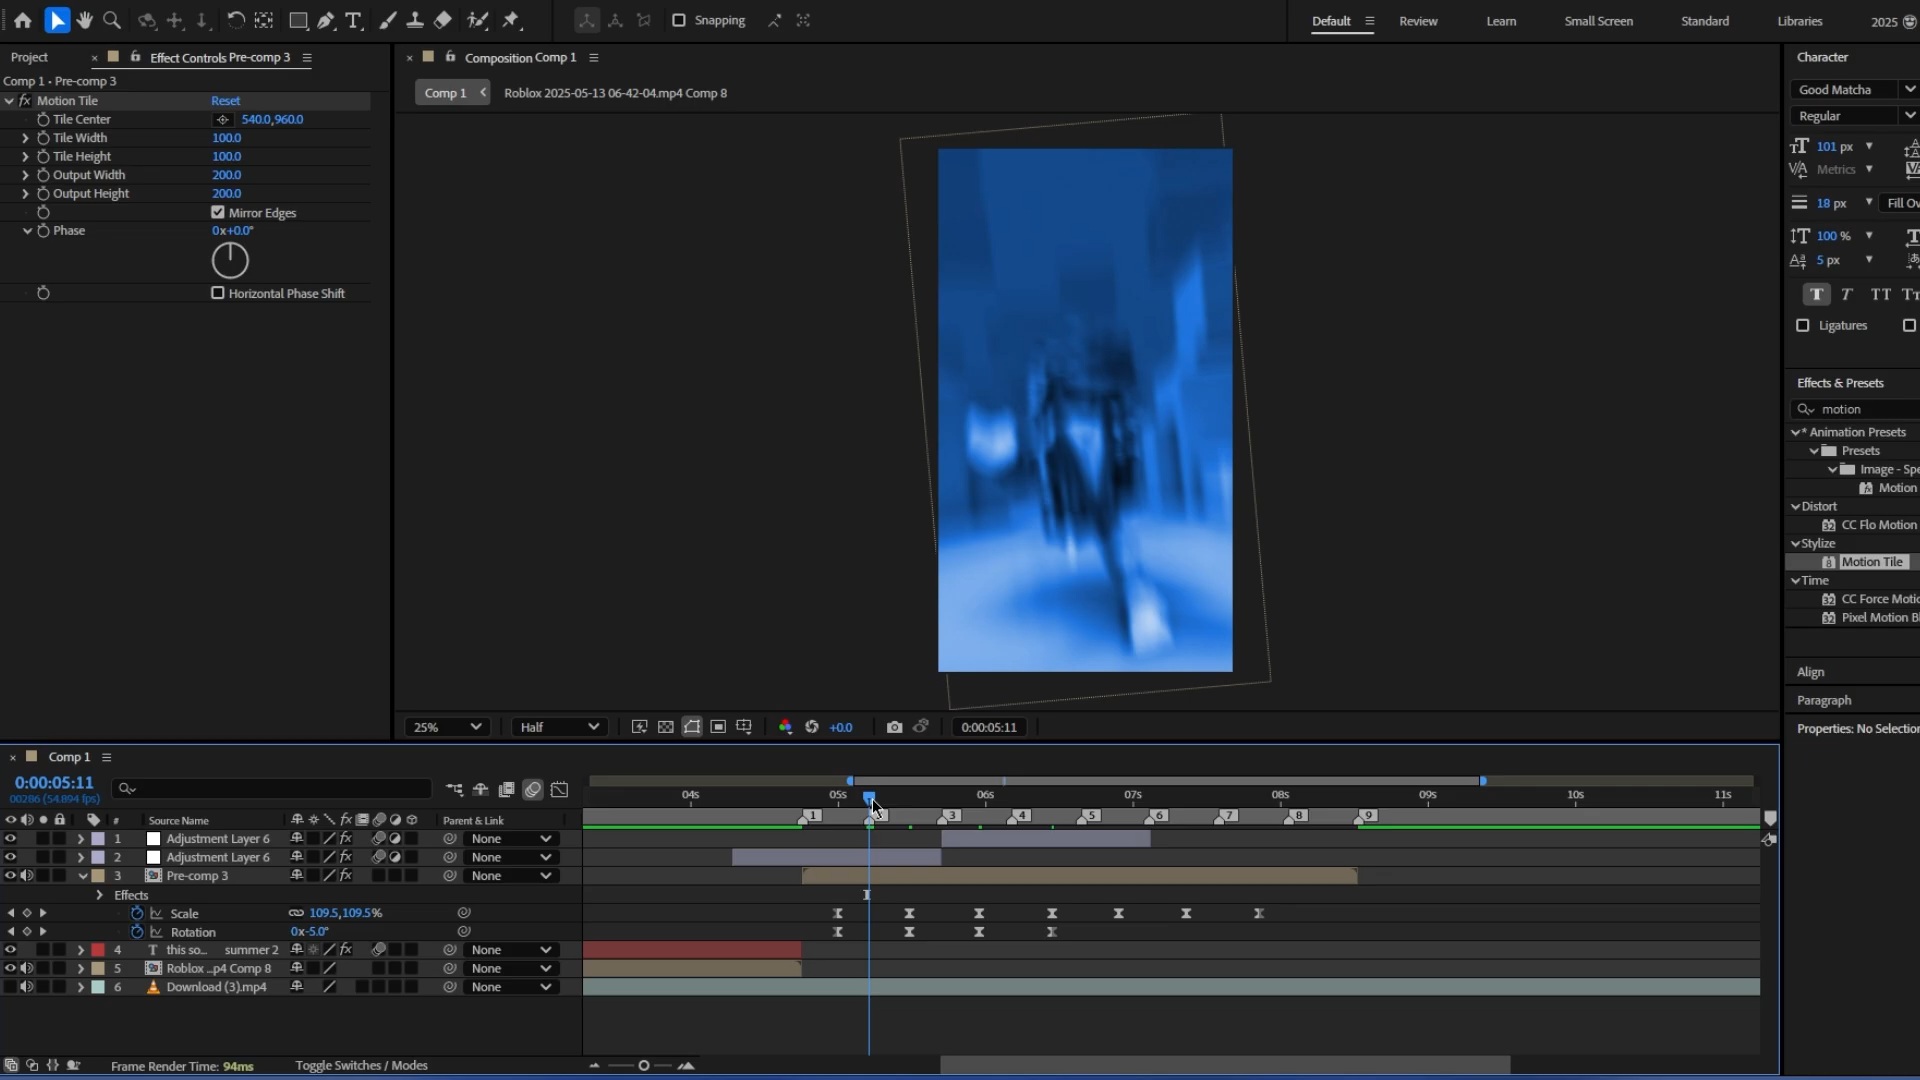 Snapping
Default
Review
Learn
Small Screen
Standard
Libraries
2025
Project
Effect Controls Pre-comp 3
Composition Comp 1
Character
Comp 1 • Pre-comp 3
Comp 1
Roblox 2025-05-13 06-42-04.mp4 Comp 8
fx Motion Tile Reset
Tile Center 540.0,960.0
Tile Width 100.0
Tile Height 100.0
Output Width 200.0
Output Height 200.0
Mirror Edges
Phase 0x+0.0°
Horizontal Phase Shift
Good Matcha
Regular
101 px
Metrics
18 px Fill Ov
100 %
5 px
T T TT Tт
Ligatures
Effects & Presets
motion
* Animation Presets
Presets
Image - Spe
Motion
Distort
CC Flo Motion
Stylize
Motion Tile
Time
CC Force Motio
Pixel Motion Bl
Align
Paragraph
Properties: No Selection
25% Half +0.0 0:00:05:11
Comp 1
0:00:05:11
00286 (54.894 fps)
04s 05s 06s 07s 08s 09s 10s 11s
1 3 4 5 6 7 8 9
# Source Name fx Parent & Link
1 Adjustment Layer 6 fx None
2 Adjustment Layer 6 fx None
3 Pre-comp 3 fx None
Effects
Scale 109.5,109.5%
Rotation 0x-5.0°
4 T this so... summer 2 fx None
5 Roblox ...p4 Comp 8 None
6 Download (3).mp4 None
Frame Render Time: 94ms
Toggle Switches / Modes